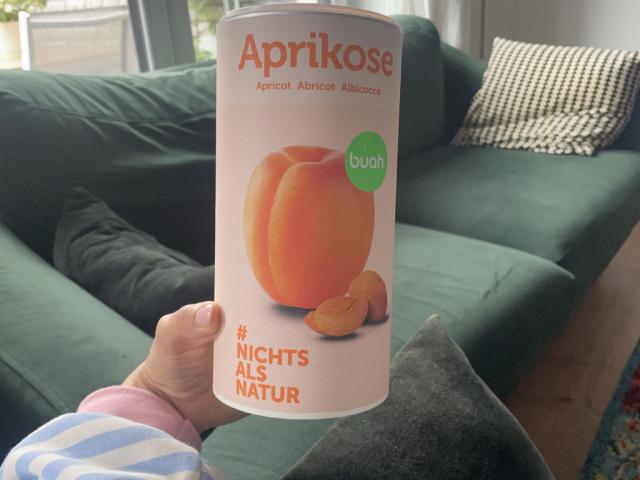 Aprikose
Apricot Abricot Albicocca
buah
#
NICHTS
ALS
NATUR